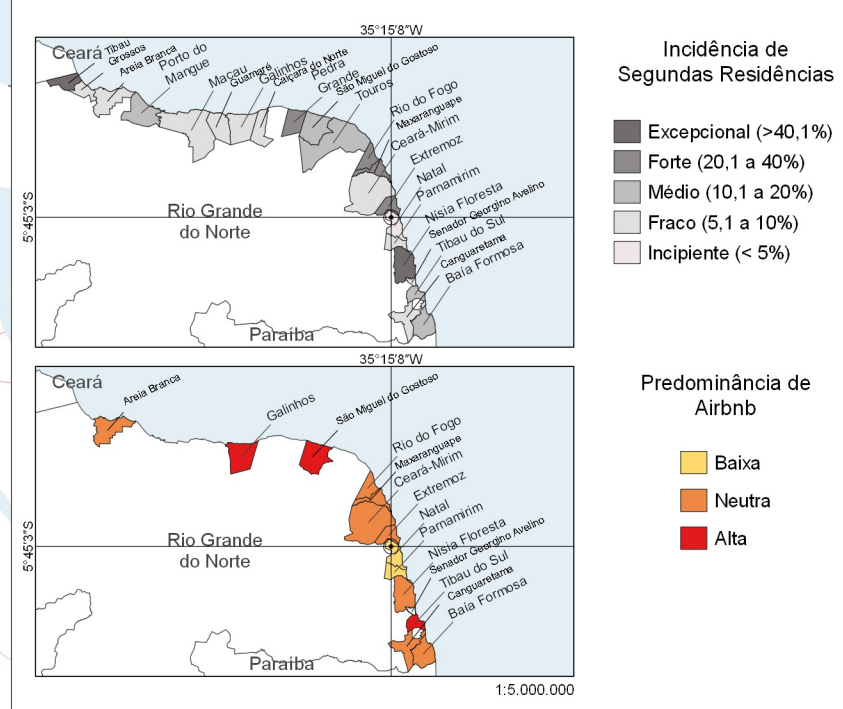 35°15'8"W
Ceará
Tibau
Grossos
Areia Branca
Porto do
Mangue
Macau
Guamaré
Galinhos
Caiçara do Norte
Pedra
Grande
São Miguel do Gostoso
Touros
Rio do Fogo
Maxaranguape
Ceará-Mirim
Extremoz
Natal
Parnamirim
Nísia Floresta
Senador Georgino Avelino
Tibau do Sul
Canguaretama
Baía Formosa
5°45'3"S
Rio Grande
do Norte
Paraíba
Incidência de
Segundas Residências
Excepcional (>40,1%)
Forte (20,1 a 40%)
Médio (10,1 a 20%)
Fraco (5,1 a 10%)
Incipiente (< 5%)
35°15'8"W
Ceará
Areia Branca
Galinhos
São Miguel do Gostoso
Rio do Fogo
Maxaranguape
Ceará-Mirim
Extremoz
Natal
Parnamirim
Nísia Floresta
Senador Georgino Avelino
Tibau do Sul
Canguaretama
Baía Formosa
5°45'3"S
Rio Grande
do Norte
Paraíba
Predominância de
Airbnb
Baixa
Neutra
Alta
1:5.000.000